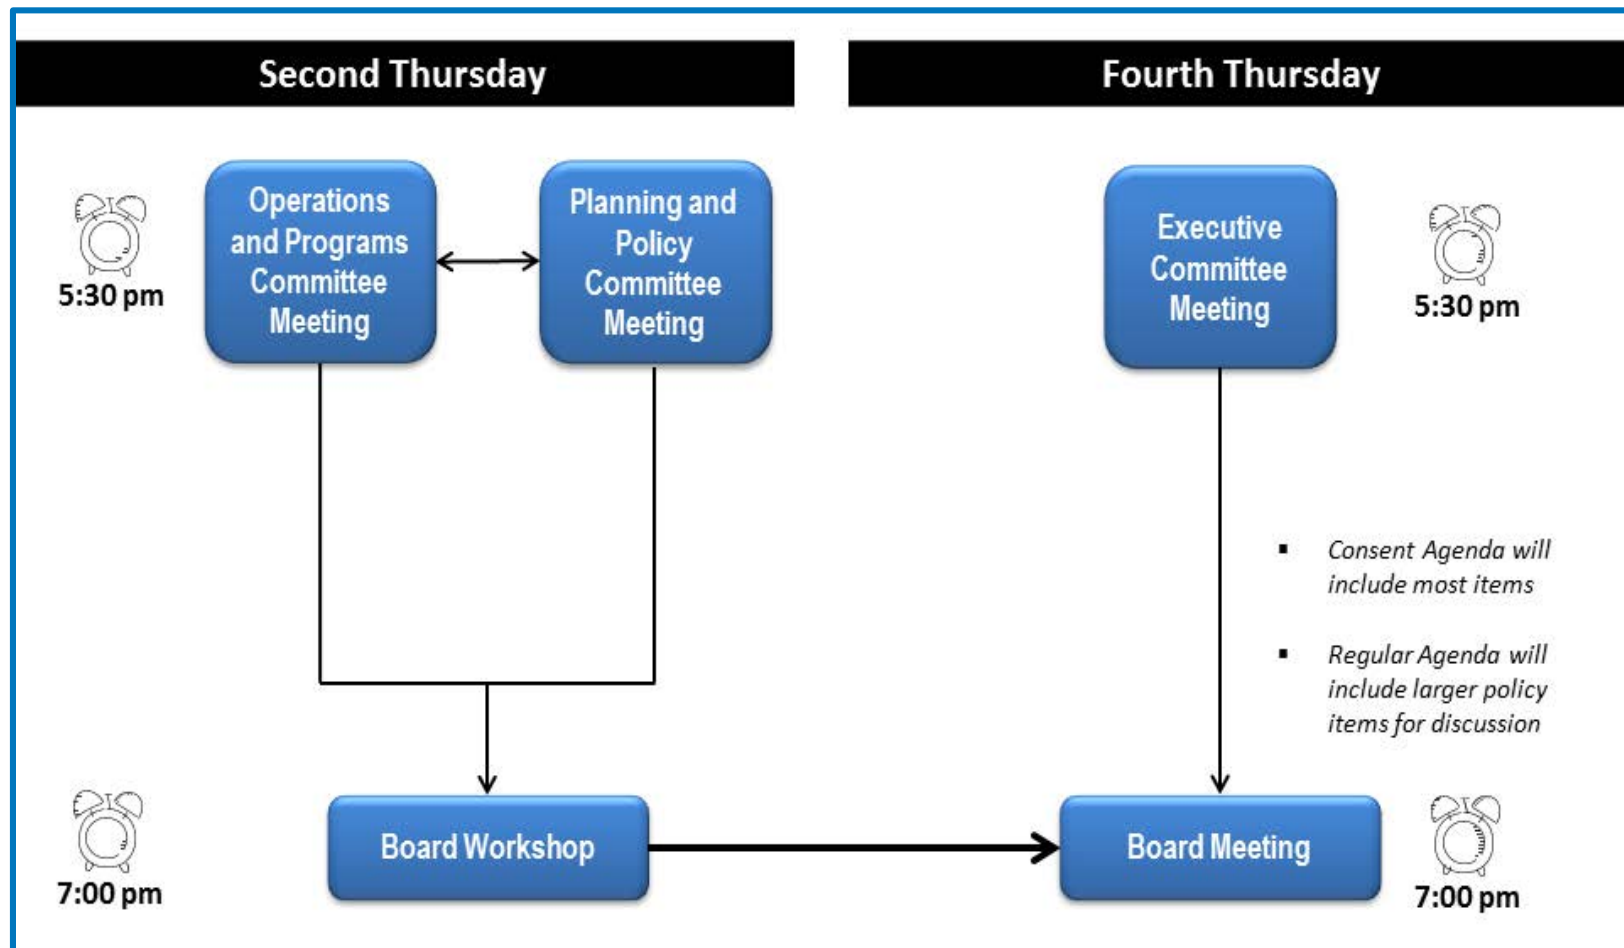 Second Thursday
Fourth Thursday
5:30 pm
Operations
and Programs
Committee
Meeting
Planning and
Policy
Committee
Meeting
Executive
Committee
Meeting
5:30 pm
▪ Consent Agenda will
include most items
▪ Regular Agenda will
include larger policy
items for discussion
7:00 pm
Board Workshop
Board Meeting
7:00 pm